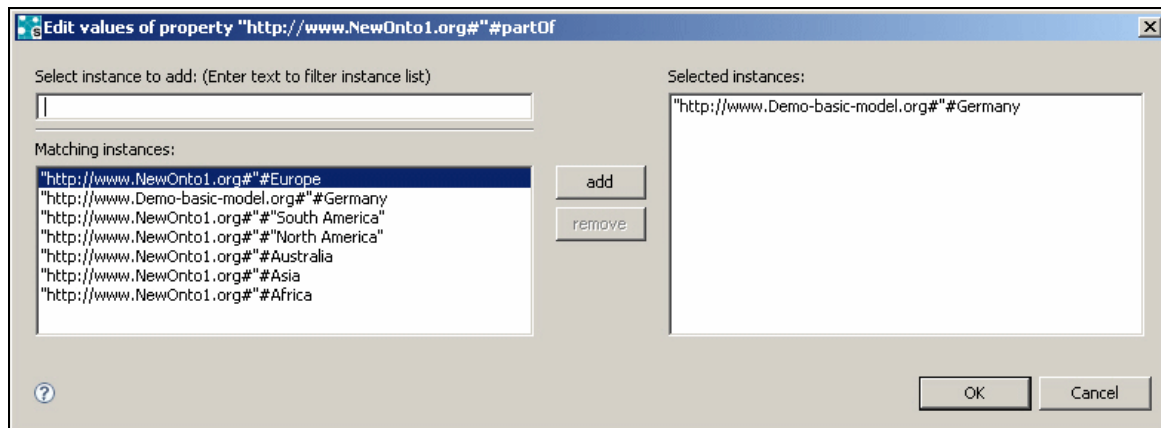 Edit values of property "http://www.NewOnto1.org#"#partOf
Select instance to add: (Enter text to filter instance list)
Matching instances:
"http://www.NewOnto1.org#"#Europe
"http://www.Demo-basic-model.org#"#Germany
"http://www.NewOnto1.org#"#"South America"
"http://www.NewOnto1.org#"#"North America"
"http://www.NewOnto1.org#"#Australia
"http://www.NewOnto1.org#"#Asia
"http://www.NewOnto1.org#"#Africa
add
remove
Selected instances:
"http://www.Demo-basic-model.org#"#Germany
OK
Cancel